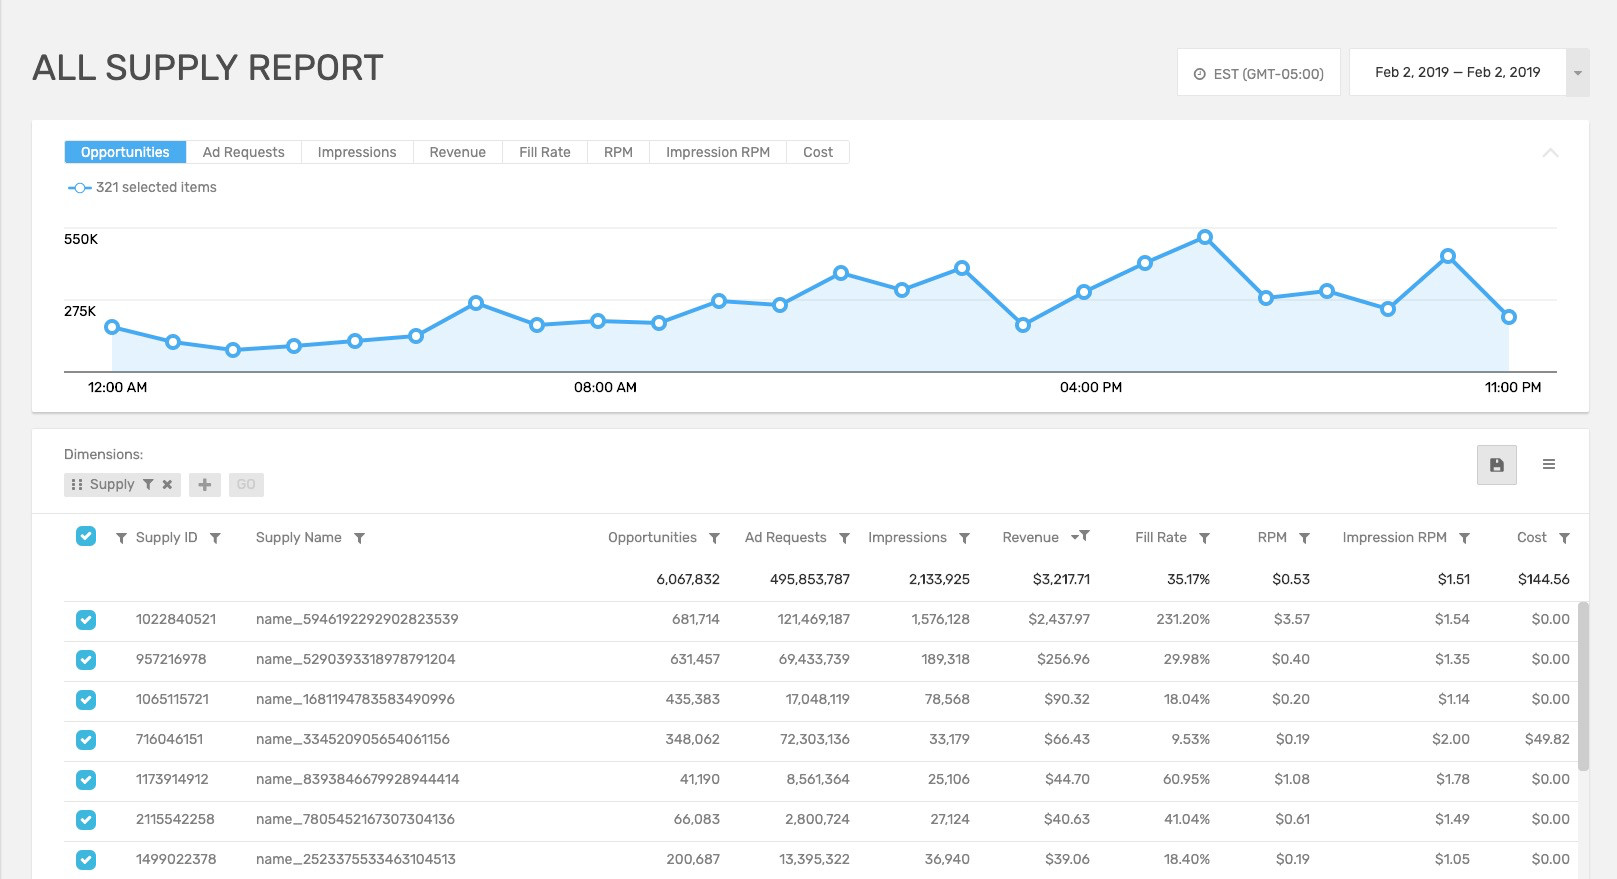 ALL SUPPLY REPORT
EST (GMT-05:00)
Feb 2, 2019 — Feb 2, 2019
Opportunities Ad Requests Impressions Revenue Fill Rate RPM Impression RPM Cost
321 selected items
550K
275K
12:00 AM 08:00 AM 04:00 PM 11:00 PM
Dimensions:
Supply GO
Supply ID Supply Name Opportunities Ad Requests Impressions Revenue Fill Rate RPM Impression RPM Cost
6,067,832 495,853,787 2,133,925 $3,217.71 35.17% $0.53 $1.51 $144.56
1022840521 name_5946192292902823539 681,714 121,469,187 1,576,128 $2,437.97 231.20% $3.57 $1.54 $0.00
957216978 name_5290393318978791204 631,457 69,433,739 189,318 $256.96 29.98% $0.40 $1.35 $0.00
1065115721 name_1681194783583490996 435,383 17,048,119 78,568 $90.32 18.04% $0.20 $1.14 $0.00
716046151 name_334520905654061156 348,062 72,303,136 33,179 $66.43 9.53% $0.19 $2.00 $49.82
1173914912 name_8393846679928944414 41,190 8,561,364 25,106 $44.70 60.95% $1.08 $1.78 $0.00
2115542258 name_7805452167307304136 66,083 2,800,724 27,124 $40.63 41.04% $0.61 $1.49 $0.00
1499022378 name_2523375533463104513 200,687 13,395,322 36,940 $39.06 18.40% $0.19 $1.05 $0.00